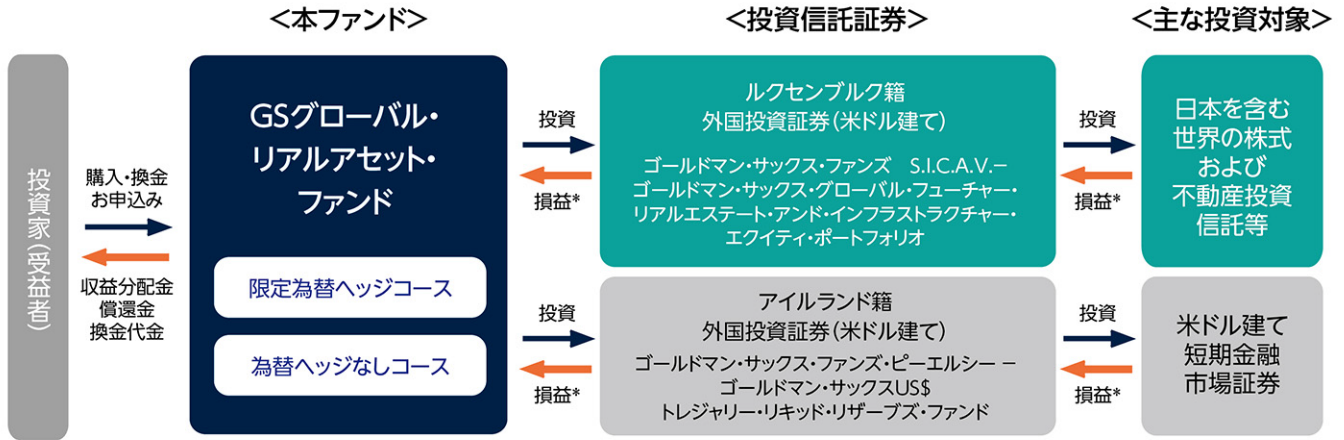 <本ファンド>
<投資信託証券>
<主な投資対象>
投資家(受益者)
購入・換金
お申込み
収益分配金
償還金
換金代金
GSグローバル・
リアルアセット・
ファンド
限定為替ヘッジコース
為替ヘッジなしコース
投資
損益*
投資
損益*
ルクセンブルク籍
外国投資証券(米ドル建て)
ゴールドマン・サックス・ファンズ　S.I.C.A.V.−
ゴールドマン・サックス・グローバル・フューチャー・
リアルエステート・アンド・インフラストラクチャー・
エクイティ・ポートフォリオ
アイルランド籍
外国投資証券(米ドル建て)
ゴールドマン・サックス・ファンズ・ピーエルシー −
ゴールドマン・サックスUS$
トレジャリー・リキッド・リザーブズ・ファンド
投資
損益*
投資
損益*
日本を含む
世界の株式
および
不動産投資
信託等
米ドル建て
短期金融
市場証券